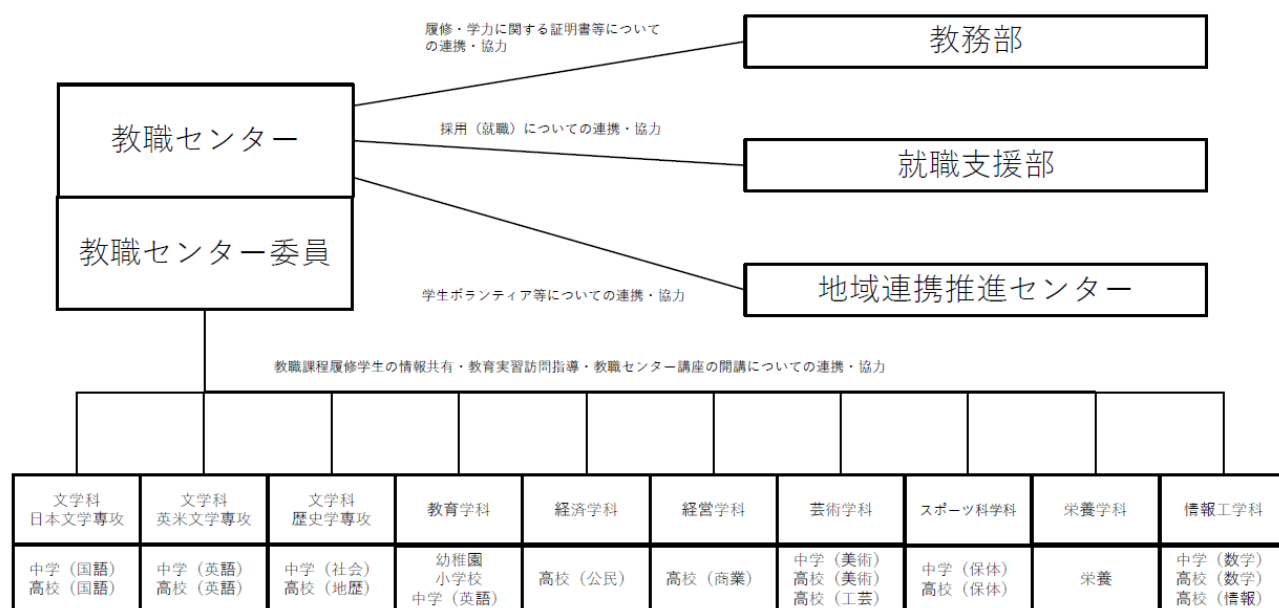 履修・学力に関する証明書等について
の連携・協力
教務部
教職センター
採用（就職）についての連携・協力
就職支援部
教職センター委員
学生ボランティア等についての連携・協力
地域連携推進センター
教職課程履修学生の情報共有・教育実習訪問指導・教職センター講座の開講についての連携・協力
文学科
日本文学専攻
文学科
英米文学専攻
文学科
歴史学専攻
教育学科
経済学科
経営学科
芸術学科
スポーツ科学科
栄養学科
情報工学科
中学（国語）
高校（国語）
中学（英語）
高校（英語）
中学（社会）
高校（地歴）
幼稚園
小学校
中学（英語）
高校（公民）
高校（商業）
中学（美術）
高校（美術）
高校（工芸）
中学（保体）
高校（保体）
栄養
中学（数学）
高校（数学）
高校（情報）